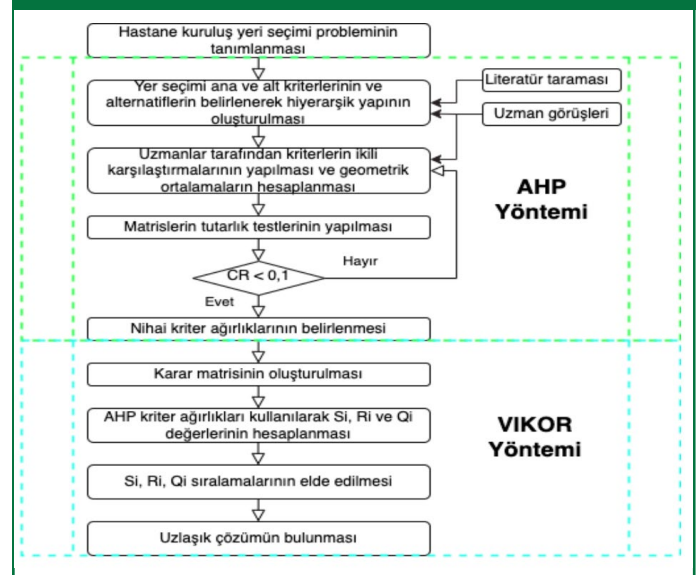 Hastane kuruluş yeri seçimi probleminin
tanımlanması
Yer seçimi ana ve alt kriterlerinin ve
alternatiflerin belirlenerek hiyerarşik yapının
oluşturulması
Literatür taraması
Uzman görüşleri
Uzmanlar tarafından kriterlerin ikili
karşılaştırmalarının yapılması ve geometrik
ortalamaların hesaplanması
AHP
Yöntemi
Matrislerin tutarlık testlerinin yapılması
CR < 0,1
Hayır
Evet
Nihai kriter ağırlıklarının belirlenmesi
Karar matrisinin oluşturulması
AHP kriter ağırlıkları kullanılarak Si, Ri ve Qi
değerlerinin hesaplanması
VIKOR
Yöntemi
Si, Ri, Qi sıralamalarının elde edilmesi
Uzlaşık çözümün bulunması